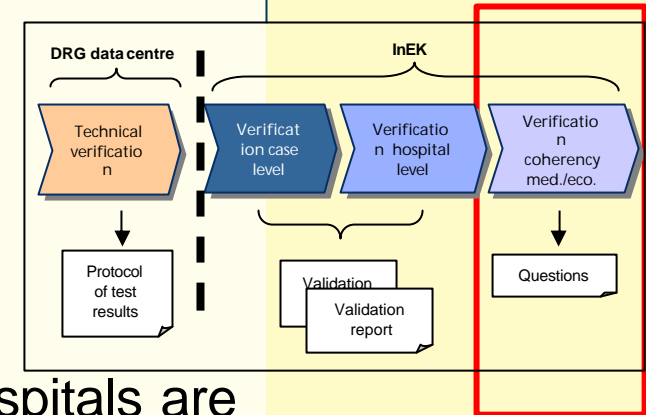 DRG data centre
InEK
Technical
verificatio
n
Verificat
ion case
level
Verificatio
n hospital
level
Verificatio
n
coherency
med./eco.
Protocol
of test
results
Validation
Validation
report
Questions
spitals are